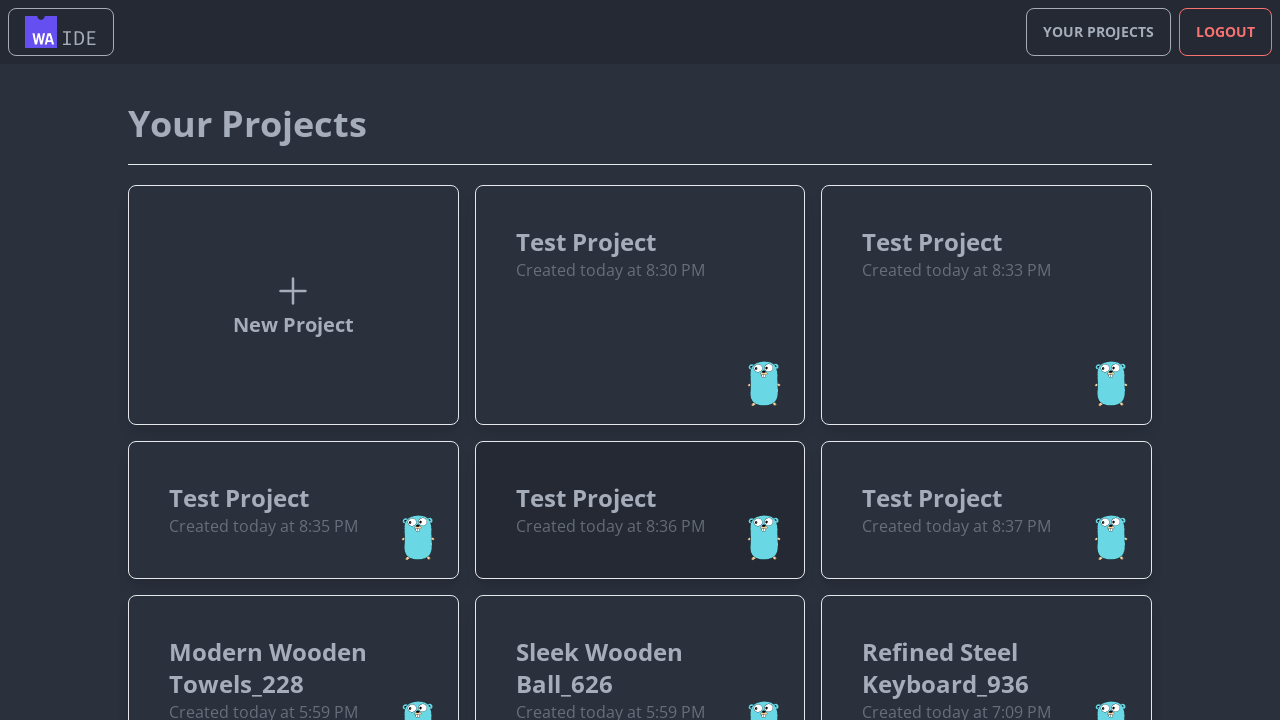 WA IDE
YOUR PROJECTS
LOGOUT
Your Projects
New Project
Test Project
Created today at 8:30 PM
Test Project
Created today at 8:33 PM
Test Project
Created today at 8:35 PM
Test Project
Created today at 8:36 PM
Test Project
Created today at 8:37 PM
Modern Wooden
Towels_228
Created today at 5:59 PM
Sleek Wooden
Ball_626
Created today at 5:59 PM
Refined Steel
Keyboard_936
Created today at 7:09 PM